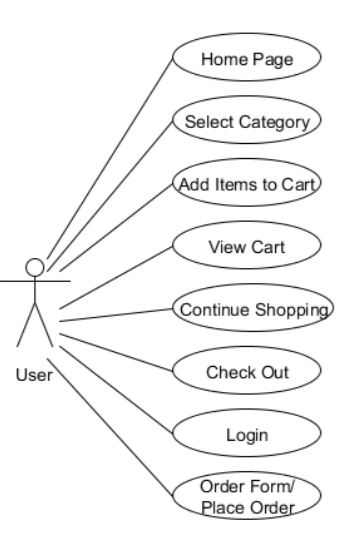 Home Page
Select Category
Add Items to Cart
View Cart
Continue Shopping
Check Out
User
Login
Order Form/
Place Order